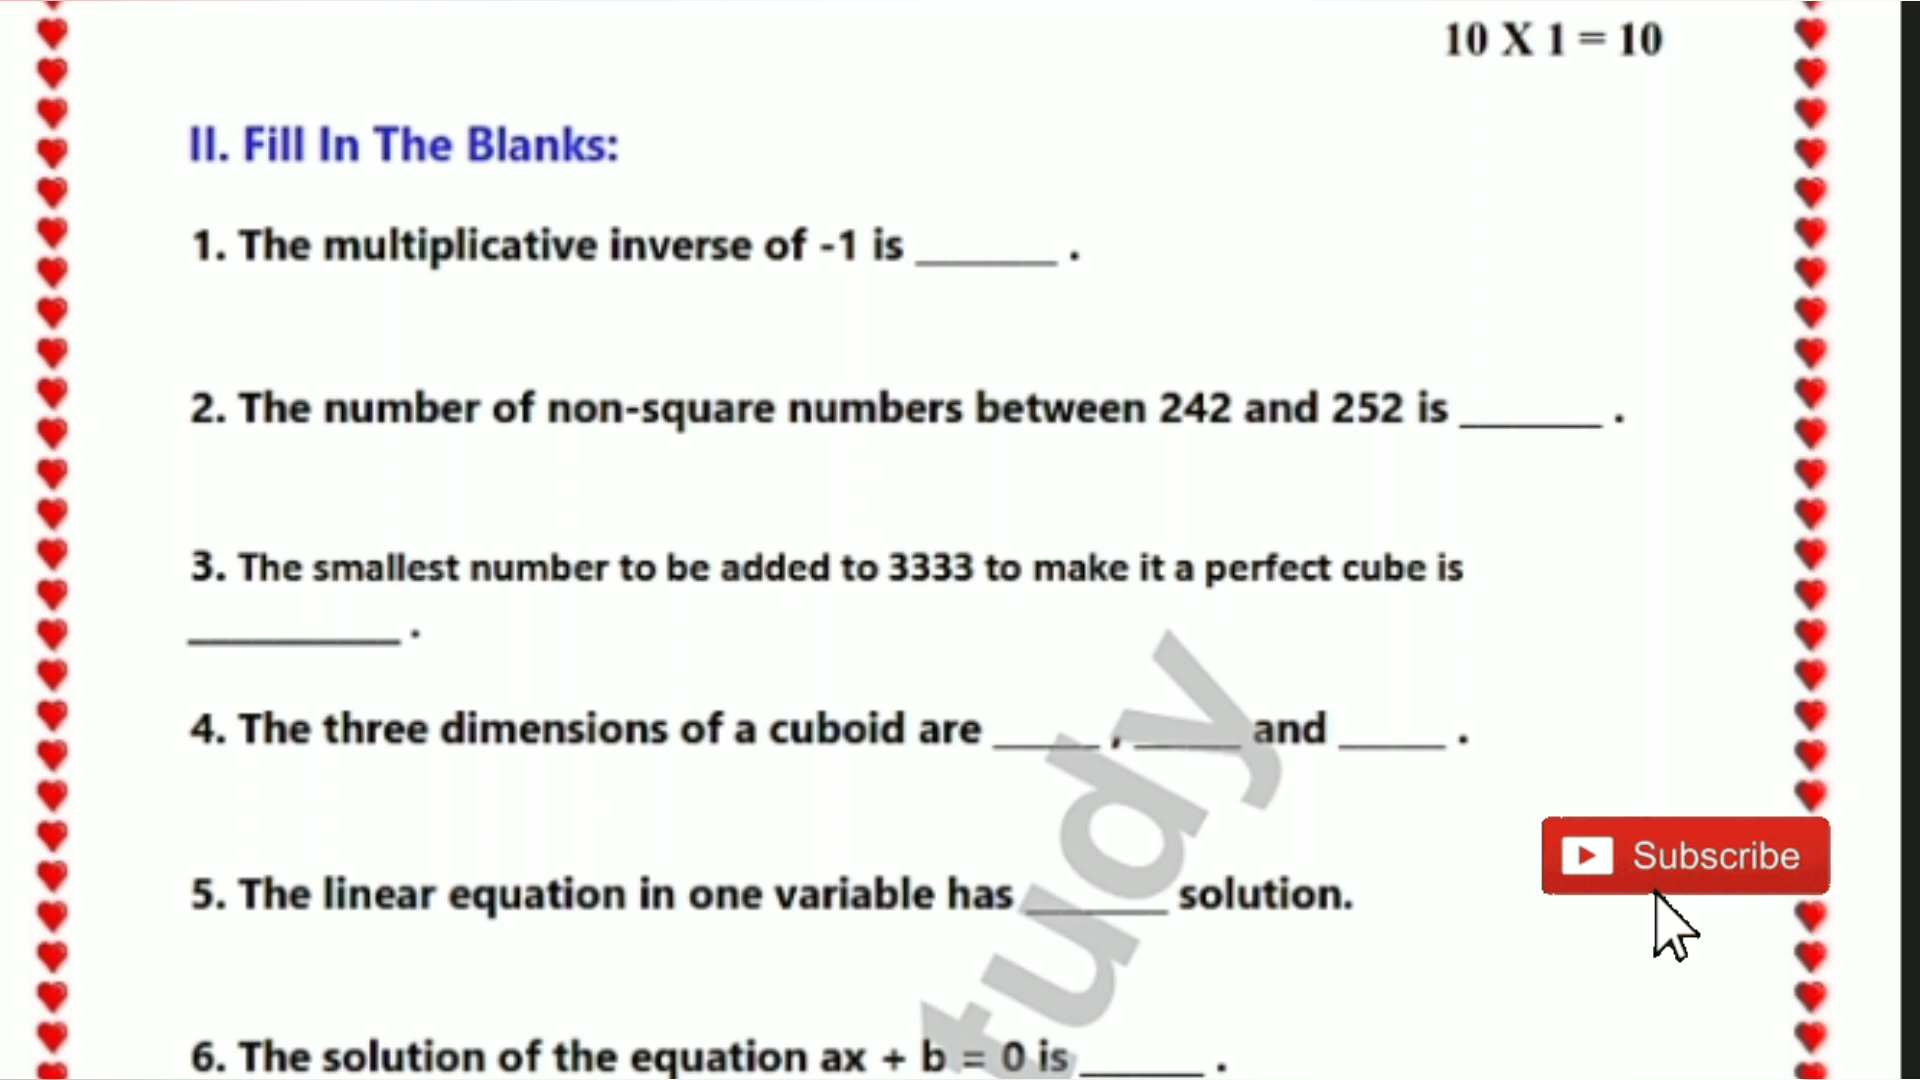 10 X 1 = 10
II. Fill In The Blanks:
1. The multiplicative inverse of -1 is ______ .
2. The number of non-square numbers between 242 and 252 is ______ .
3. The smallest number to be added to 3333 to make it a perfect cube is
_________ .
4. The three dimensions of a cuboid are _____ , _____ and _____ .
5. The linear equation in one variable has ______ solution.
Subscribe
6. The solution of the equation ax + b = 0 is ______ .
tudy